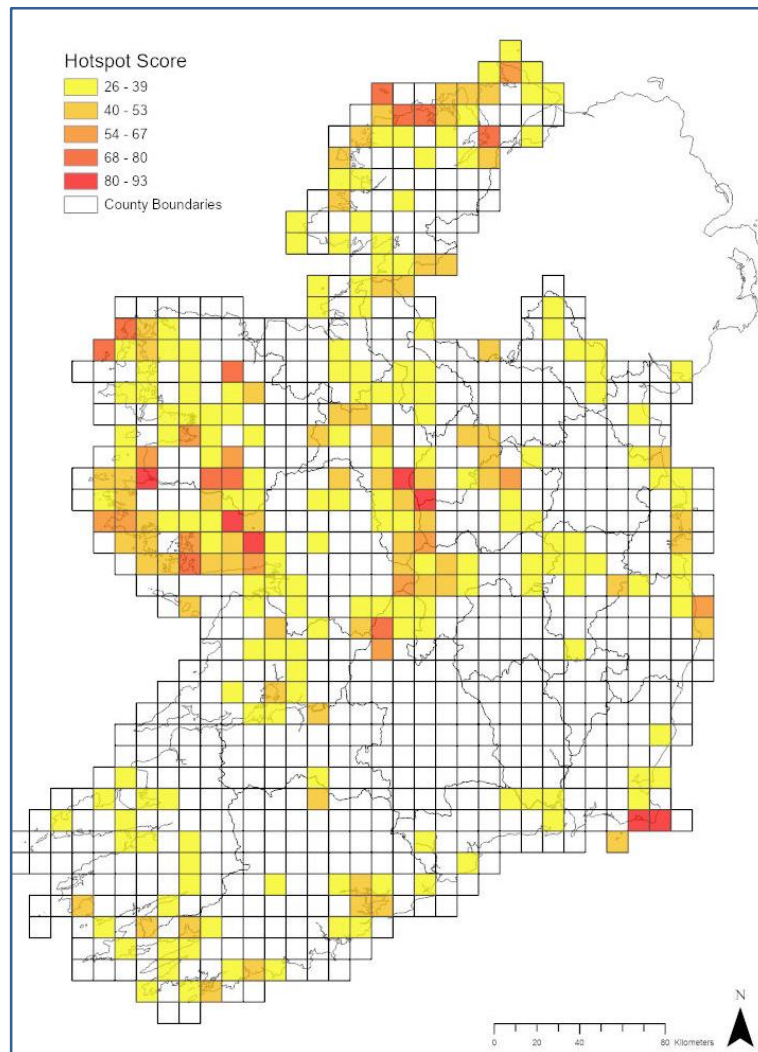 Hotspot Score
26 - 39
40 - 53
54 - 67
68 - 80
80 - 93
County Boundaries
N
0 20 40 80 Kilometers